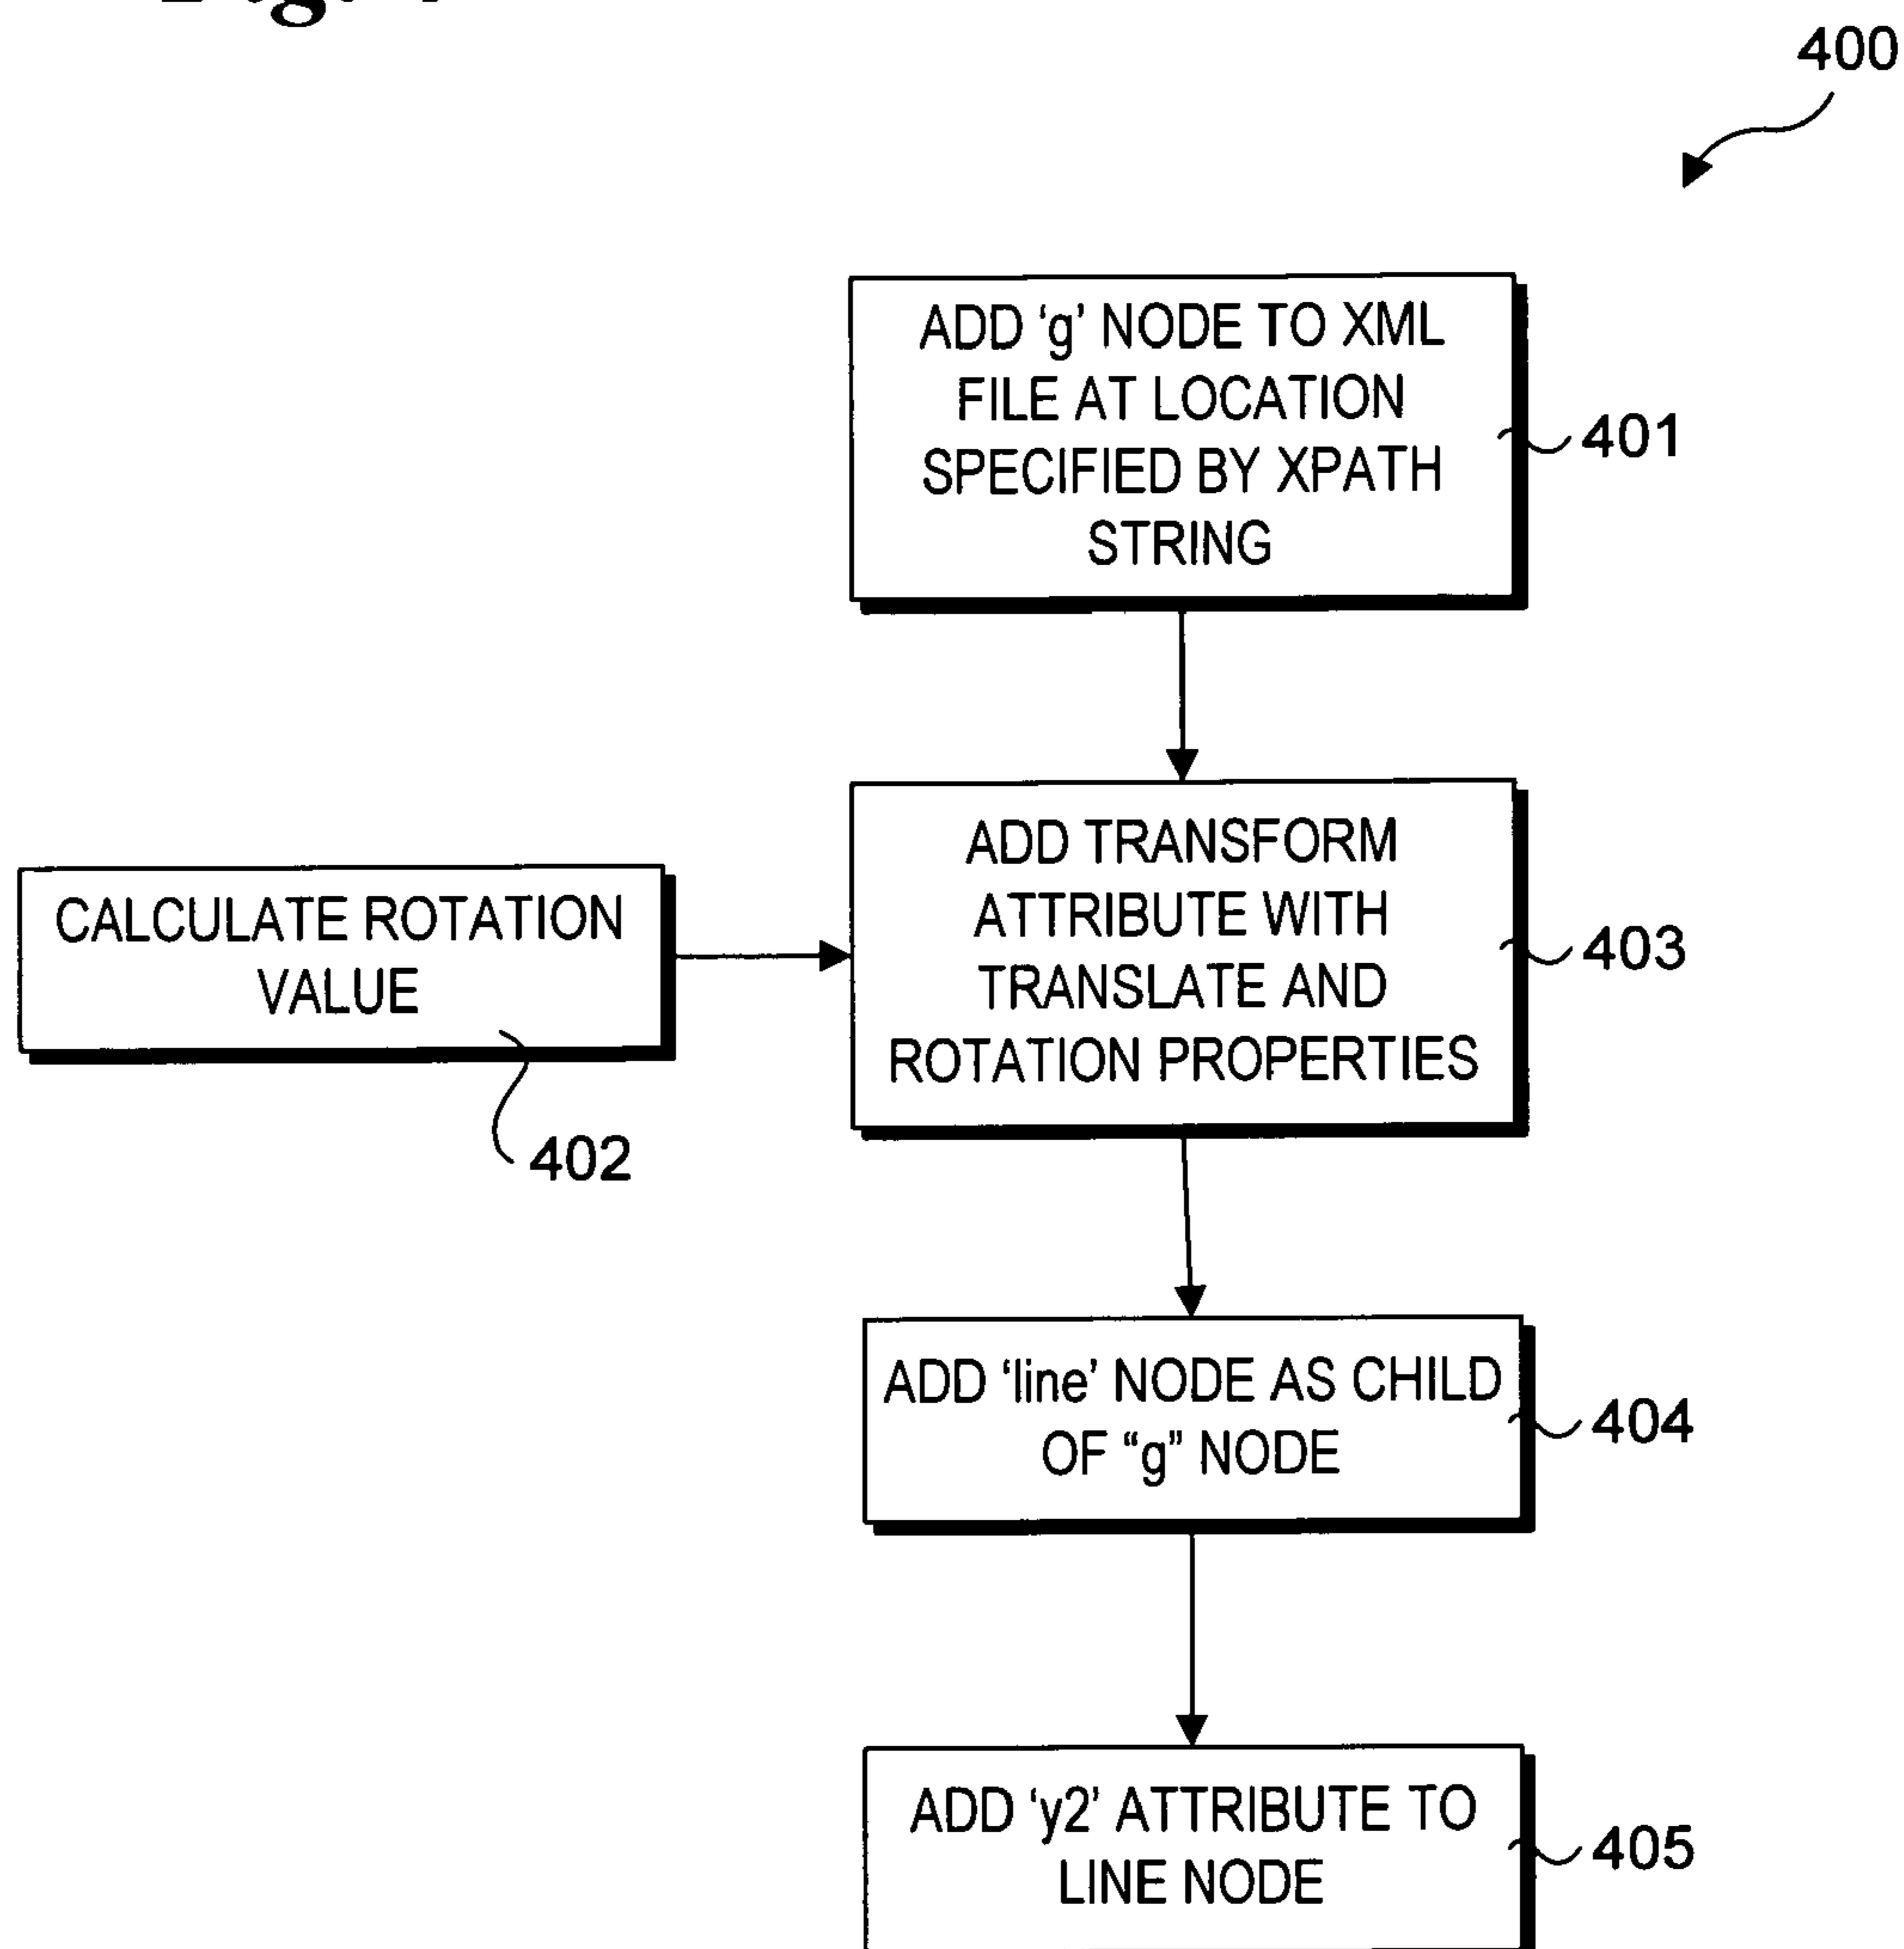 400
ADD ‘g’ NODE TO XML
FILE AT LOCATION
SPECIFIED BY XPATH
STRING
401
ADD TRANSFORM
ATTRIBUTE WITH
TRANSLATE AND
ROTATION PROPERTIES
403
CALCULATE ROTATION
VALUE
402
ADD ‘line’ NODE AS CHILD
OF “g” NODE
404
ADD ‘y2’ ATTRIBUTE TO
LINE NODE
405